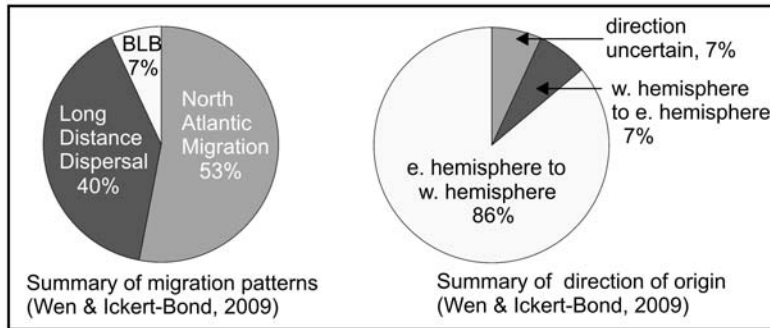 BLB
7%
Long
Distance
Dispersal
40%
North
Atlantic
Migration
53%
Summary of migration patterns
(Wen & Ickert-Bond, 2009)
direction
uncertain, 7%
w. hemisphere
to e. hemisphere
7%
e. hemisphere to
w. hemisphere
86%
Summary of direction of origin
(Wen & Ickert-Bond, 2009)